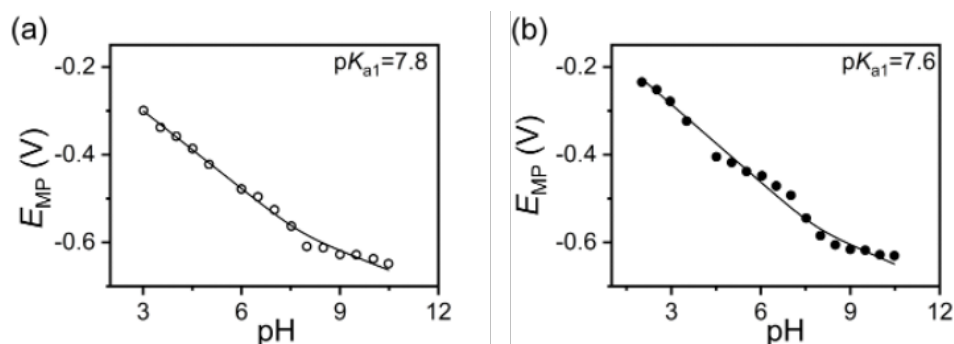 (a)
pKa1=7.8
-0.2
-0.4
-0.6
EMP (V)
3 6 9 12
pH
(b)
pKa1=7.6
-0.2
-0.4
-0.6
EMP (V)
3 6 9 12
pH